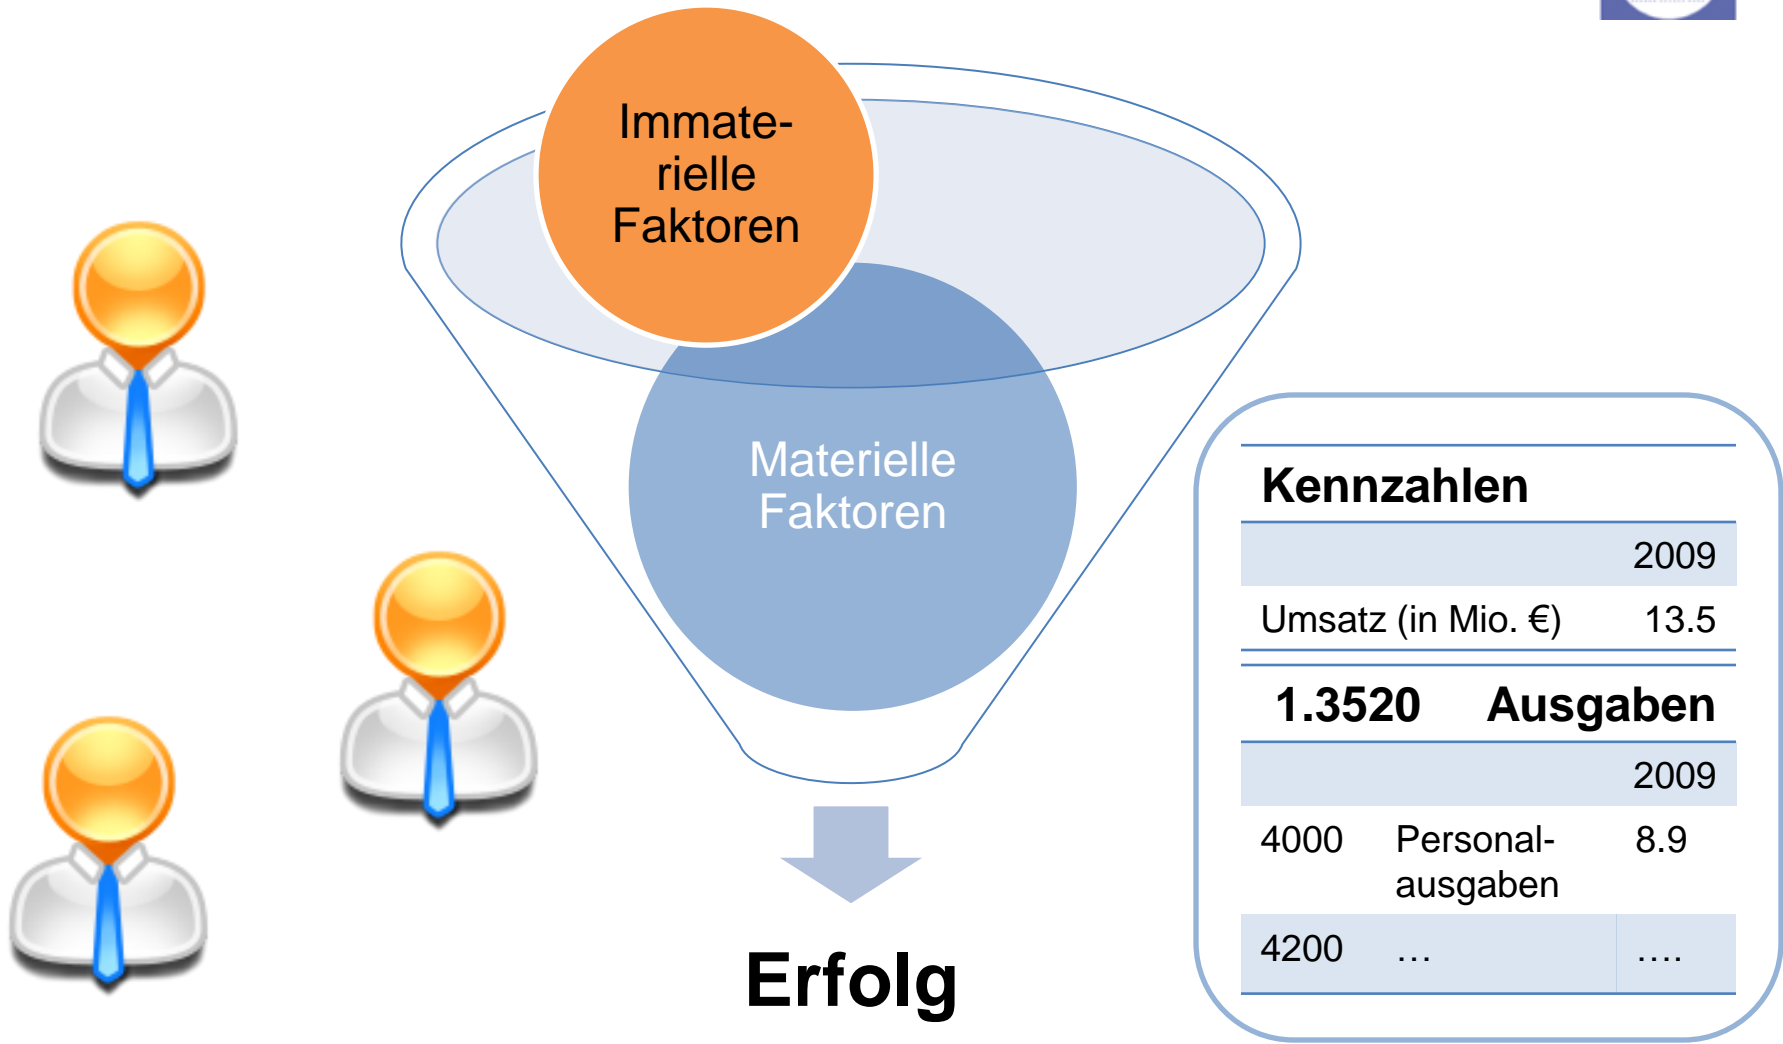 Immate-
rielle
Faktoren
Materielle
Faktoren
Erfolg
Kennzahlen
2009
Umsatz (in Mio. €) 13.5
1.3520 Ausgaben
2009
4000 Personal- 8.9
ausgaben
4200 … ….